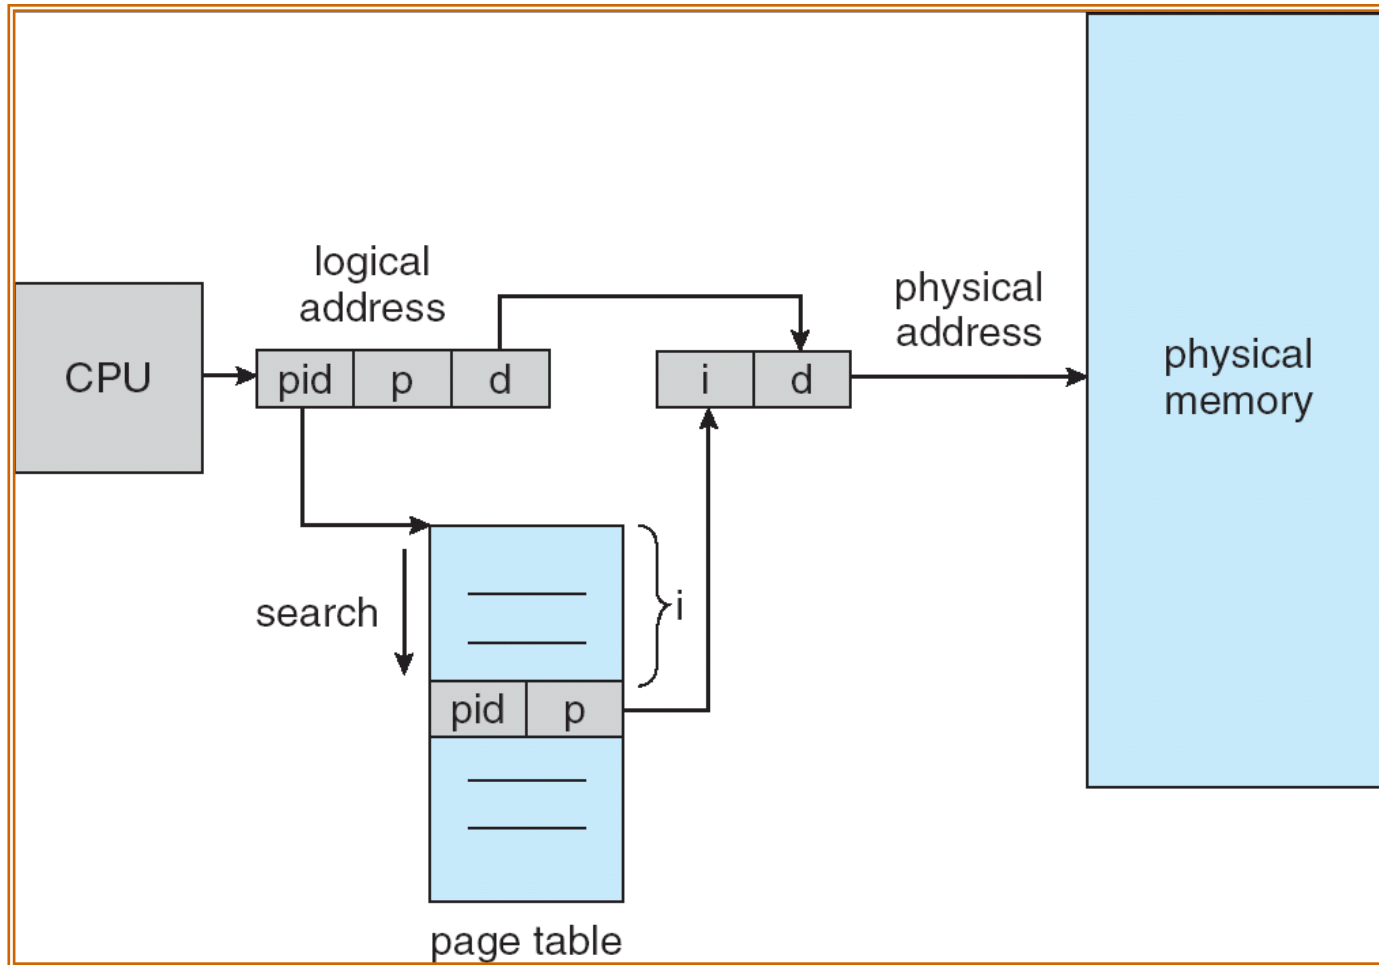 logical
address
physical
address
CPU
pid p d
i d
physical
memory
search
i
pid p
page table